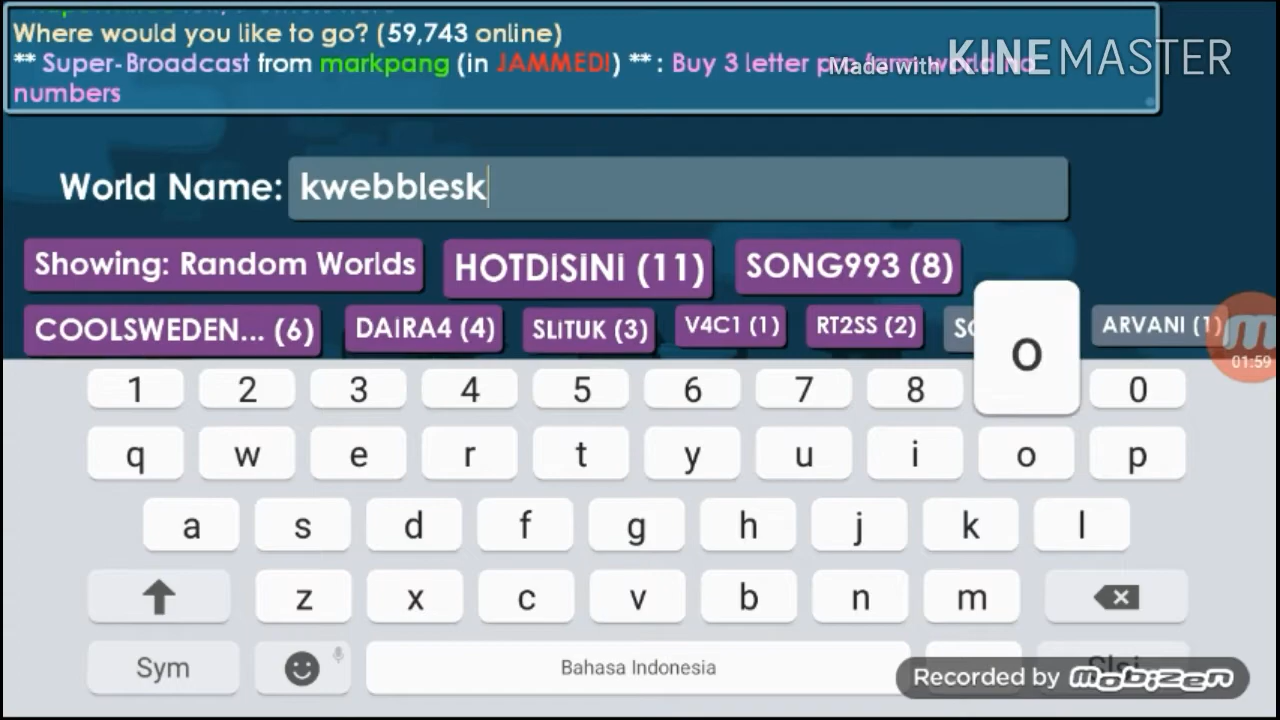 Where would you like to go? (59,743 online)
** Super-Broadcast from markpang (in JAMMED!) ** : Buy 3 letter
numbers
Made with KINEMASTER
World Name: kwebblesk
Showing: Random Worlds HOTDISINI (11) SONG993 (8)
COOLSWEDEN... (6) DAIRA4 (4) SLITUK (3) V4C1 (1) RT2SS (2) ARVANI (1)
01:59
o
1 2 3 4 5 6 7 8 0
q w e r t y u i o p
a s d f g h j k l
z x c v b n m
Sym Bahasa Indonesia
Recorded by mobizen